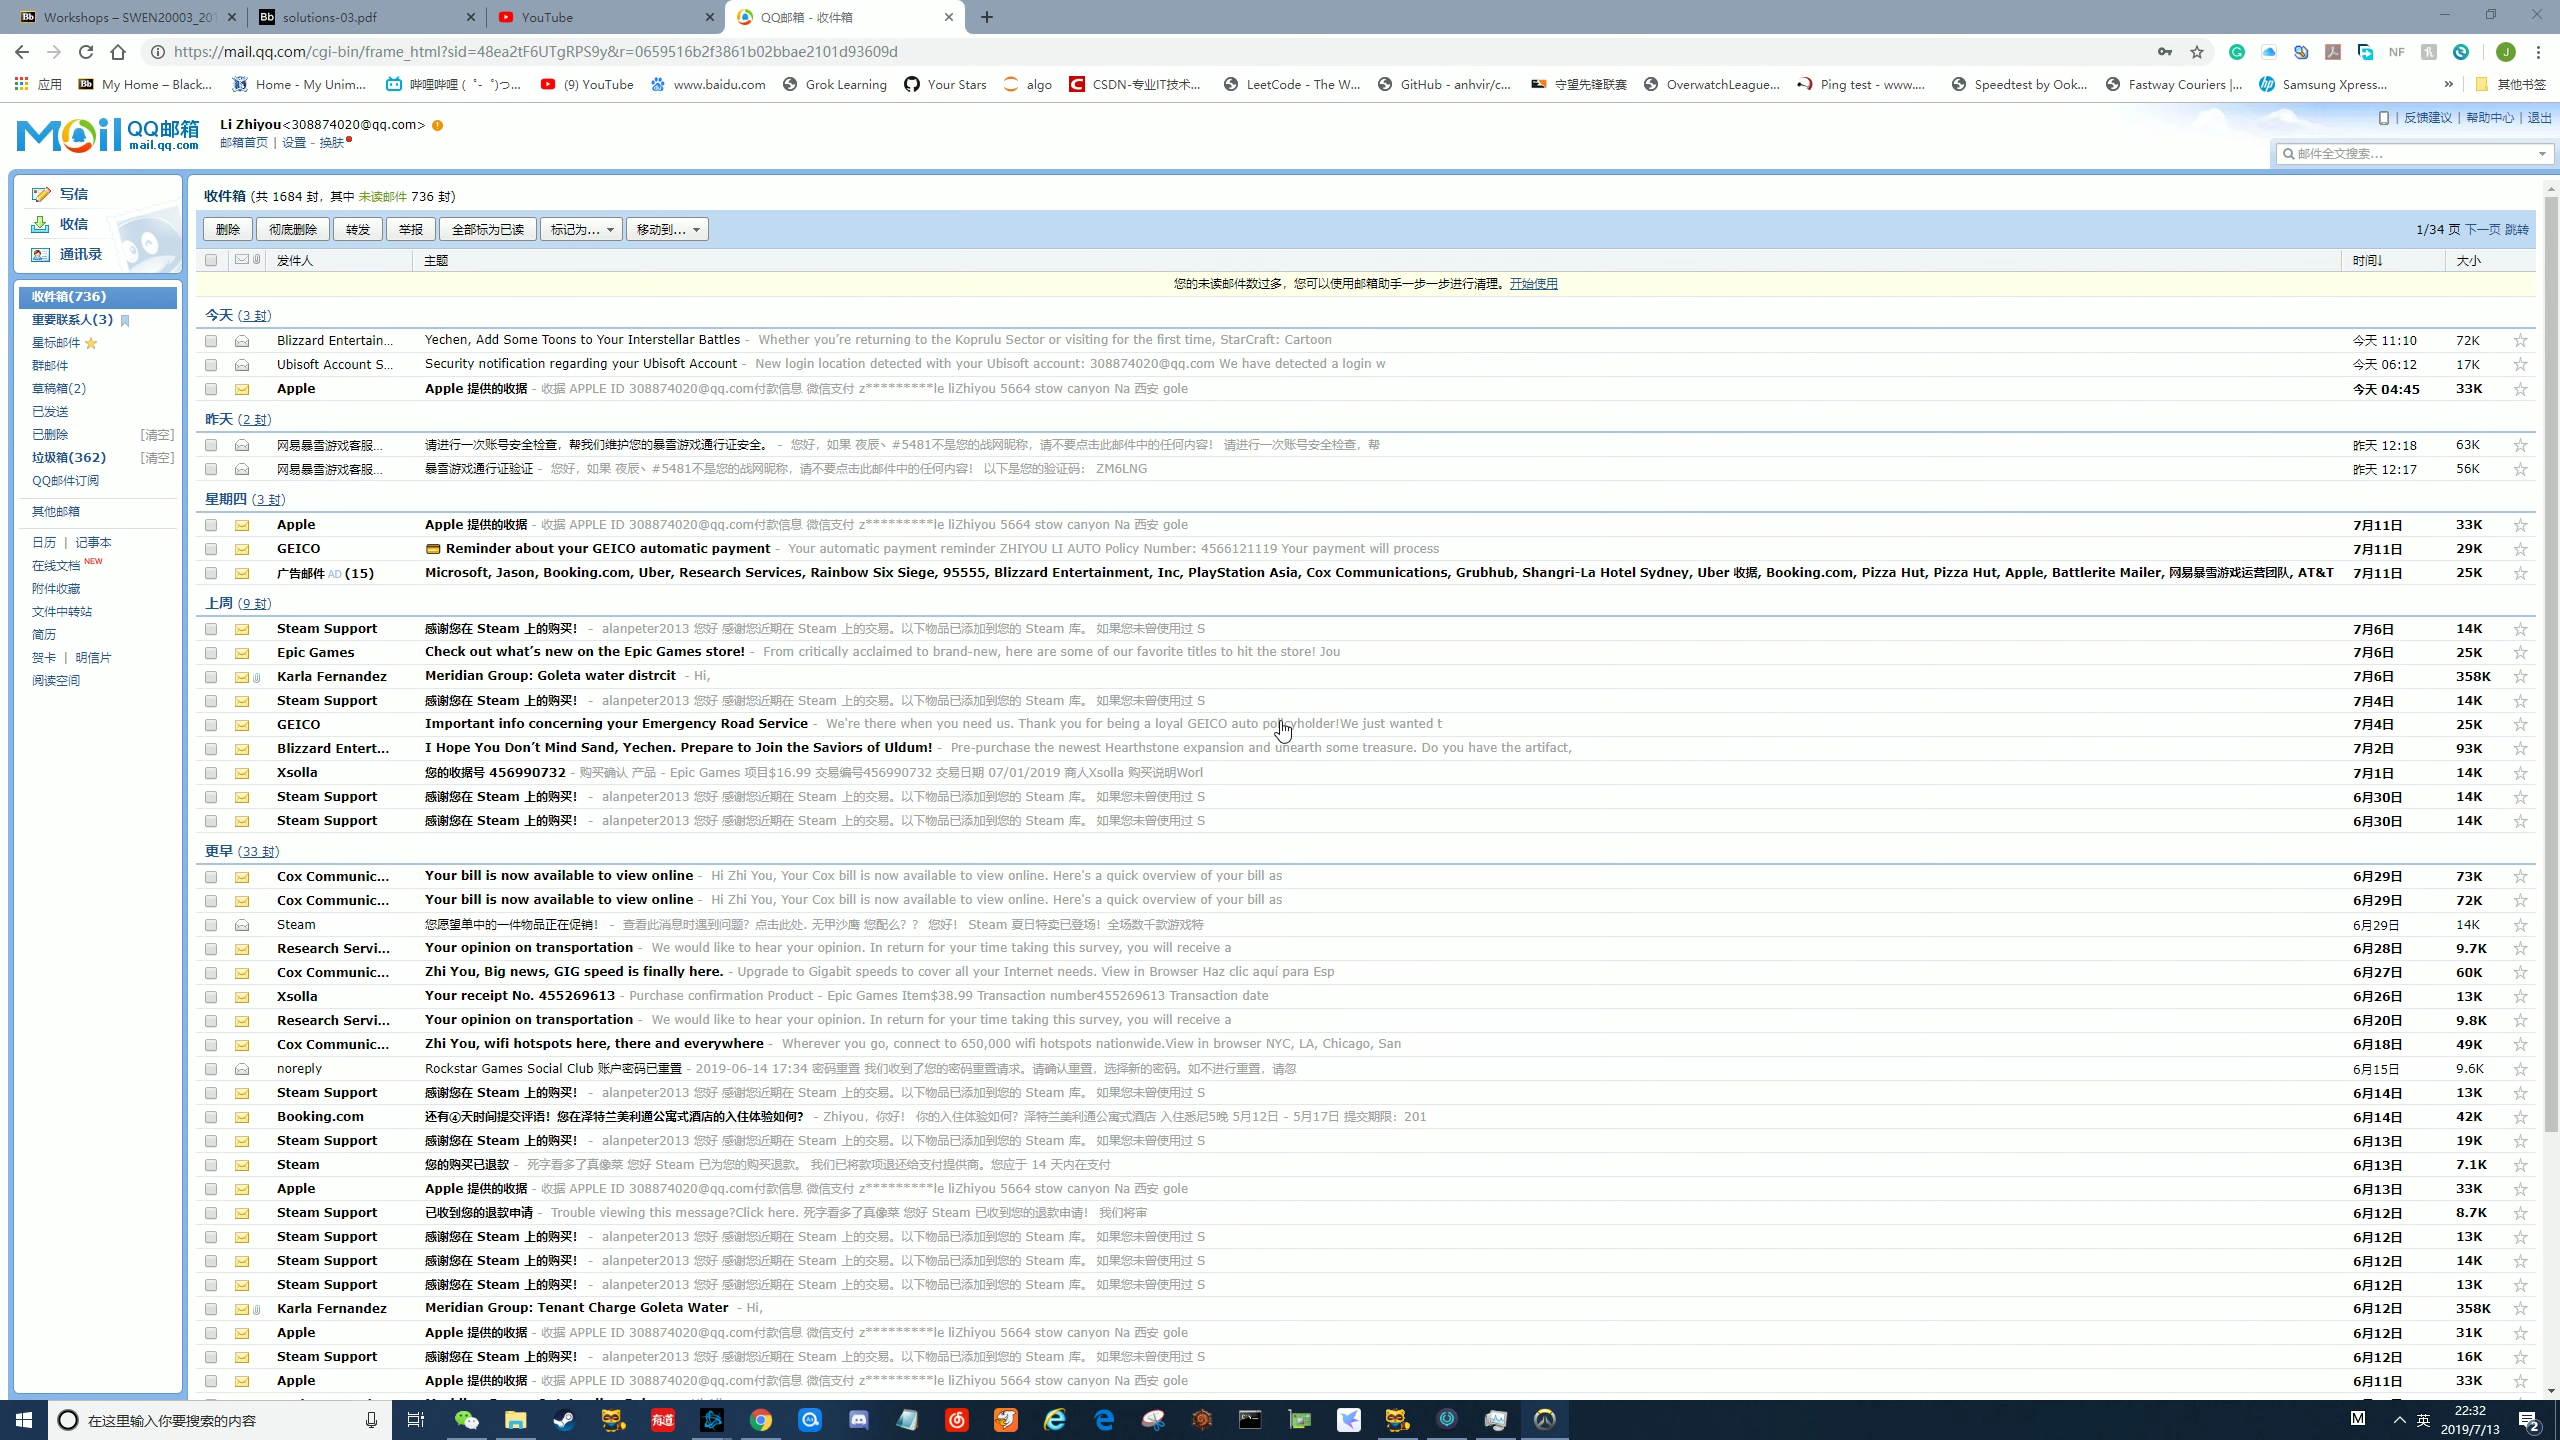 Workshops – SWEN20003_20
solutions-03.pdf
YouTube
QQ邮箱 - 收件箱
https://mail.qq.com/cgi-bin/frame_html?sid=48ea2tF6UTgRPS9y&r=0659516b2f3861b02bbae2101d93609d
应用 My Home – Black... Home - My Unim... 哔哩哔哩 ( ゜- ゜)つ... (9) YouTube www.baidu.com Grok Learning Your Stars algo CSDN-专业IT技术... LeetCode - The W... GitHub - anhvir/c... 守望先锋联赛 OverwatchLeague... Ping test - www.... Speedtest by Ook... Fastway Couriers |... Samsung Xpress... » 其他书签
Mail QQ邮箱 mail.qq.com
Li Zhiyou<308874020@qq.com>
邮箱首页 | 设置 - 换肤
反馈建议 | 帮助中心 | 退出
邮件全文搜索...
写信
收信
通讯录
收件箱(736)
重要联系人(3)
星标邮件
群邮件
草稿箱(2)
已发送
已删除 [清空]
垃圾箱(362) [清空]
QQ邮件订阅
其他邮箱
日历 | 记事本
在线文档 NEW
附件收藏
文件中转站
简历
贺卡 | 明信片
阅读空间
收件箱 (共 1684 封，其中 未读邮件 736 封)
删除 彻底删除 转发 举报 全部标为已读 标记为... 移动到... 1/34 页 下一页 跳转
发件人 主题 时间↓ 大小
您的未读邮件数过多，您可以使用邮箱助手一步一步进行清理。开始使用
今天 (3 封)
Blizzard Entertain... Yechen, Add Some Toons to Your Interstellar Battles - Whether you're returning to the Koprulu Sector or visiting for the first time, StarCraft: Cartoon 今天 11:10 72K
Ubisoft Account S... Security notification regarding your Ubisoft Account - New login location detected with your Ubisoft account: 308874020@qq.com We have detected a login w 今天 06:12 17K
Apple Apple 提供的收据 - 收据 APPLE ID 308874020@qq.com付款信息 微信支付 z*********le liZhiyou 5664 stow canyon Na 西安 gole 今天 04:45 33K
昨天 (2 封)
网易暴雪游戏客服... 请进行一次账号安全检查，帮我们维护您的暴雪游戏通行证安全。 - 您好，如果 夜辰丶#5481不是您的战网昵称，请不要点击此邮件中的任何内容！ 请进行一次账号安全检查，帮 昨天 12:18 63K
网易暴雪游戏客服... 暴雪游戏通行证验证 - 您好，如果 夜辰丶#5481不是您的战网昵称，请不要点击此邮件中的任何内容！ 以下是您的验证码： ZM6LNG 昨天 12:17 56K
星期四 (3 封)
Apple Apple 提供的收据 - 收据 APPLE ID 308874020@qq.com付款信息 微信支付 z*********le liZhiyou 5664 stow canyon Na 西安 gole 7月11日 33K
GEICO Reminder about your GEICO automatic payment - Your automatic payment reminder ZHIYOU LI AUTO Policy Number: 4566121119 Your payment will process 7月11日 29K
广告邮件 AD (15) Microsoft, Jason, Booking.com, Uber, Research Services, Rainbow Six Siege, 95555, Blizzard Entertainment, Inc, PlayStation Asia, Cox Communications, Grubhub, Shangri-La Hotel Sydney, Uber 收据, Booking.com, Pizza Hut, Pizza Hut, Apple, Battlerite Mailer, 网易暴雪游戏运营团队, AT&T 7月11日 25K
上周 (9 封)
Steam Support 感谢您在 Steam 上的购买！ - alanpeter2013 您好 感谢您近期在 Steam 上的交易。以下物品已添加到您的 Steam 库。 如果您未曾使用过 S 7月6日 14K
Epic Games Check out what's new on the Epic Games store! - From critically acclaimed to brand-new, here are some of our favorite titles to hit the store! Jou 7月6日 25K
Karla Fernandez Meridian Group: Goleta water distrcit - Hi, 7月6日 358K
Steam Support 感谢您在 Steam 上的购买！ - alanpeter2013 您好 感谢您近期在 Steam 上的交易。以下物品已添加到您的 Steam 库。 如果您未曾使用过 S 7月4日 14K
GEICO Important info concerning your Emergency Road Service - We're there when you need us. Thank you for being a loyal GEICO auto policyholder!We just wanted t 7月4日 25K
Blizzard Entert... I Hope You Don't Mind Sand, Yechen. Prepare to Join the Saviors of Uldum! - Pre-purchase the newest Hearthstone expansion and unearth some treasure. Do you have the artifact, 7月2日 93K
Xsolla 您的收据号 456990732 - 购买确认 产品 - Epic Games 项目$16.99 交易编号456990732 交易日期 07/01/2019 商人Xsolla 购买说明Worl 7月1日 14K
Steam Support 感谢您在 Steam 上的购买！ - alanpeter2013 您好 感谢您近期在 Steam 上的交易。以下物品已添加到您的 Steam 库。 如果您未曾使用过 S 6月30日 14K
Steam Support 感谢您在 Steam 上的购买！ - alanpeter2013 您好 感谢您近期在 Steam 上的交易。以下物品已添加到您的 Steam 库。 如果您未曾使用过 S 6月30日 14K
更早 (33 封)
Cox Communic... Your bill is now available to view online - Hi Zhi You, Your Cox bill is now available to view online. Here's a quick overview of your bill as 6月29日 73K
Cox Communic... Your bill is now available to view online - Hi Zhi You, Your Cox bill is now available to view online. Here's a quick overview of your bill as 6月29日 72K
Steam 您愿望单中的一件物品正在促销！ - 查看此消息时遇到问题？点击此处. 无甲沙鹰 您配么？？ 您好！ Steam 夏日特卖已登场！全场数千款游戏特 6月29日 14K
Research Servi... Your opinion on transportation - We would like to hear your opinion. In return for your time taking this survey, you will receive a 6月28日 9.7K
Cox Communic... Zhi You, Big news, GIG speed is finally here. - Upgrade to Gigabit speeds to cover all your Internet needs. View in Browser Haz clic aquí para Esp 6月27日 60K
Xsolla Your receipt No. 455269613 - Purchase confirmation Product - Epic Games Item$38.99 Transaction number455269613 Transaction date 6月26日 13K
Research Servi... Your opinion on transportation - We would like to hear your opinion. In return for your time taking this survey, you will receive a 6月20日 9.8K
Cox Communic... Zhi You, wifi hotspots here, there and everywhere - Wherever you go, connect to 650,000 wifi hotspots nationwide.View in browser NYC, LA, Chicago, San 6月18日 49K
noreply Rockstar Games Social Club 账户密码已重置 - 2019-06-14 17:34 密码重置 我们收到了您的密码重置请求。请确认重置，选择新的密码。如不进行重置，请忽 6月15日 9.6K
Steam Support 感谢您在 Steam 上的购买！ - alanpeter2013 您好 感谢您近期在 Steam 上的交易。以下物品已添加到您的 Steam 库。 如果您未曾使用过 S 6月14日 13K
Booking.com 还有④天时间提交评语！您在泽特兰美利通公寓式酒店的入住体验如何？ - Zhiyou，你好！ 你的入住体验如何？泽特兰美利通公寓式酒店 入住悉尼5晚 5月12日 - 5月17日 提交期限：201 6月14日 42K
Steam Support 感谢您在 Steam 上的购买！ - alanpeter2013 您好 感谢您近期在 Steam 上的交易。以下物品已添加到您的 Steam 库。 如果您未曾使用过 S 6月13日 19K
Steam 您的购买已退款 - 死字看多了真像菜 您好 Steam 已为您的购买退款。 我们已将款项退还给支付提供商。您应于 14 天内在支付 6月13日 7.1K
Apple Apple 提供的收据 - 收据 APPLE ID 308874020@qq.com付款信息 微信支付 z*********le liZhiyou 5664 stow canyon Na 西安 gole 6月13日 33K
Steam Support 已收到您的退款申请 - Trouble viewing this message?Click here. 死字看多了真像菜 您好 Steam 已收到您的退款申请！ 我们将审 6月12日 8.7K
Steam Support 感谢您在 Steam 上的购买！ - alanpeter2013 您好 感谢您近期在 Steam 上的交易。以下物品已添加到您的 Steam 库。 如果您未曾使用过 S 6月12日 13K
Steam Support 感谢您在 Steam 上的购买！ - alanpeter2013 您好 感谢您近期在 Steam 上的交易。以下物品已添加到您的 Steam 库。 如果您未曾使用过 S 6月12日 14K
Steam Support 感谢您在 Steam 上的购买！ - alanpeter2013 您好 感谢您近期在 Steam 上的交易。以下物品已添加到您的 Steam 库。 如果您未曾使用过 S 6月12日 13K
Karla Fernandez Meridian Group: Tenant Charge Goleta Water - Hi, 6月12日 358K
Apple Apple 提供的收据 - 收据 APPLE ID 308874020@qq.com付款信息 微信支付 z*********le liZhiyou 5664 stow canyon Na 西安 gole 6月12日 31K
Steam Support 感谢您在 Steam 上的购买！ - alanpeter2013 您好 感谢您近期在 Steam 上的交易。以下物品已添加到您的 Steam 库。 如果您未曾使用过 S 6月12日 16K
Apple Apple 提供的收据 - 收据 APPLE ID 308874020@qq.com付款信息 微信支付 z*********le liZhiyou 5664 stow canyon Na 西安 gole 6月11日 33K
在这里输入你要搜索的内容
有道
M 英 22:32
2019/7/13
2